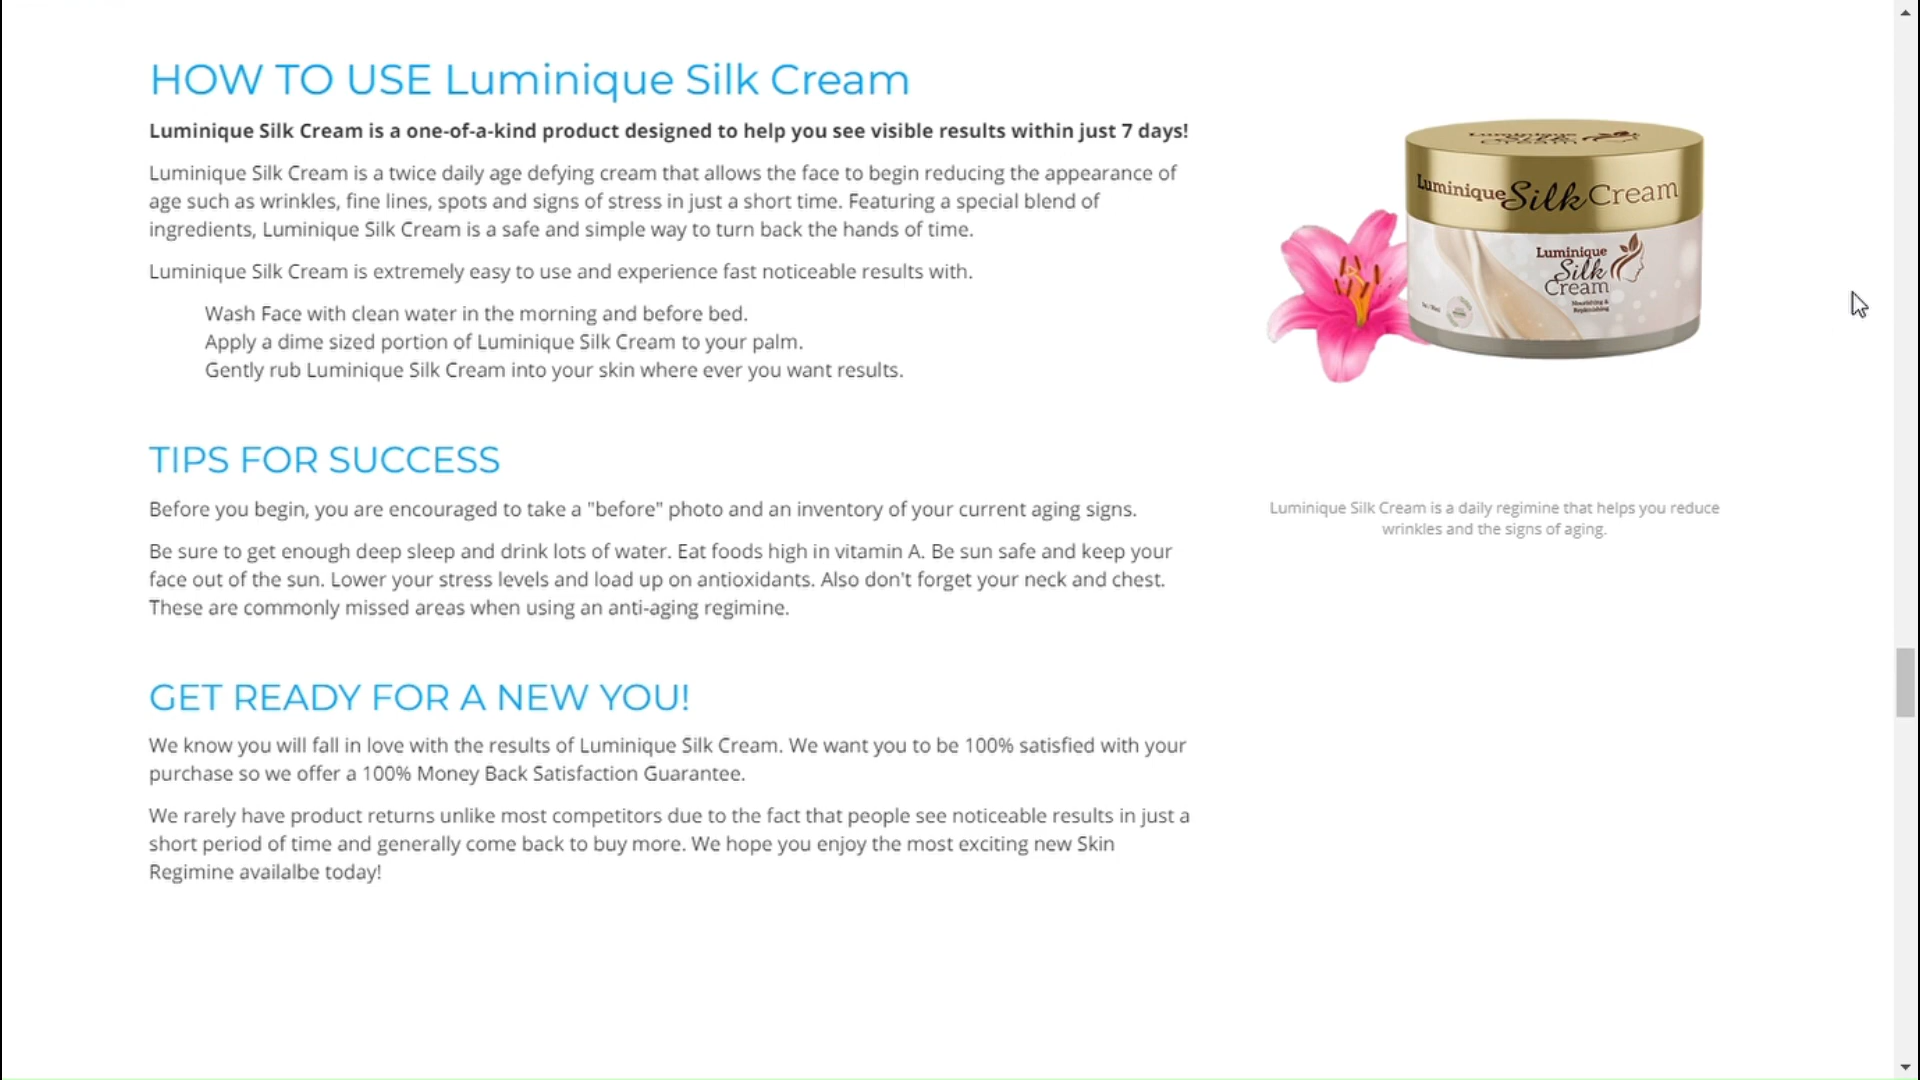 HOW TO USE Luminique Silk Cream
Luminique Silk Cream is a one-of-a-kind product designed to help you see visible results within just 7 days!
Luminique Silk Cream is a twice daily age defying cream that allows the face to begin reducing the appearance of
age such as wrinkles, fine lines, spots and signs of stress in just a short time. Featuring a special blend of
ingredients, Luminique Silk Cream is a safe and simple way to turn back the hands of time.
Luminique Silk Cream is extremely easy to use and experience fast noticeable results with.
Wash Face with clean water in the morning and before bed.
Apply a dime sized portion of Luminique Silk Cream to your palm.
Gently rub Luminique Silk Cream into your skin where ever you want results.
Luminique
Silk
Cream
Luminique Silk Cream
Luminique
Silk
Cream
Nourishing &
Replenishing
TIPS FOR SUCCESS
Before you begin, you are encouraged to take a "before" photo and an inventory of your current aging signs.
Be sure to get enough deep sleep and drink lots of water. Eat foods high in vitamin A. Be sun safe and keep your
face out of the sun. Lower your stress levels and load up on antioxidants. Also don't forget your neck and chest.
These are commonly missed areas when using an anti-aging regimine.
Luminique Silk Cream is a daily regimine that helps you reduce
wrinkles and the signs of aging.
GET READY FOR A NEW YOU!
We know you will fall in love with the results of Luminique Silk Cream. We want you to be 100% satisfied with your
purchase so we offer a 100% Money Back Satisfaction Guarantee.
We rarely have product returns unlike most competitors due to the fact that people see noticeable results in just a
short period of time and generally come back to buy more. We hope you enjoy the most exciting new Skin
Regimine availalbe today!